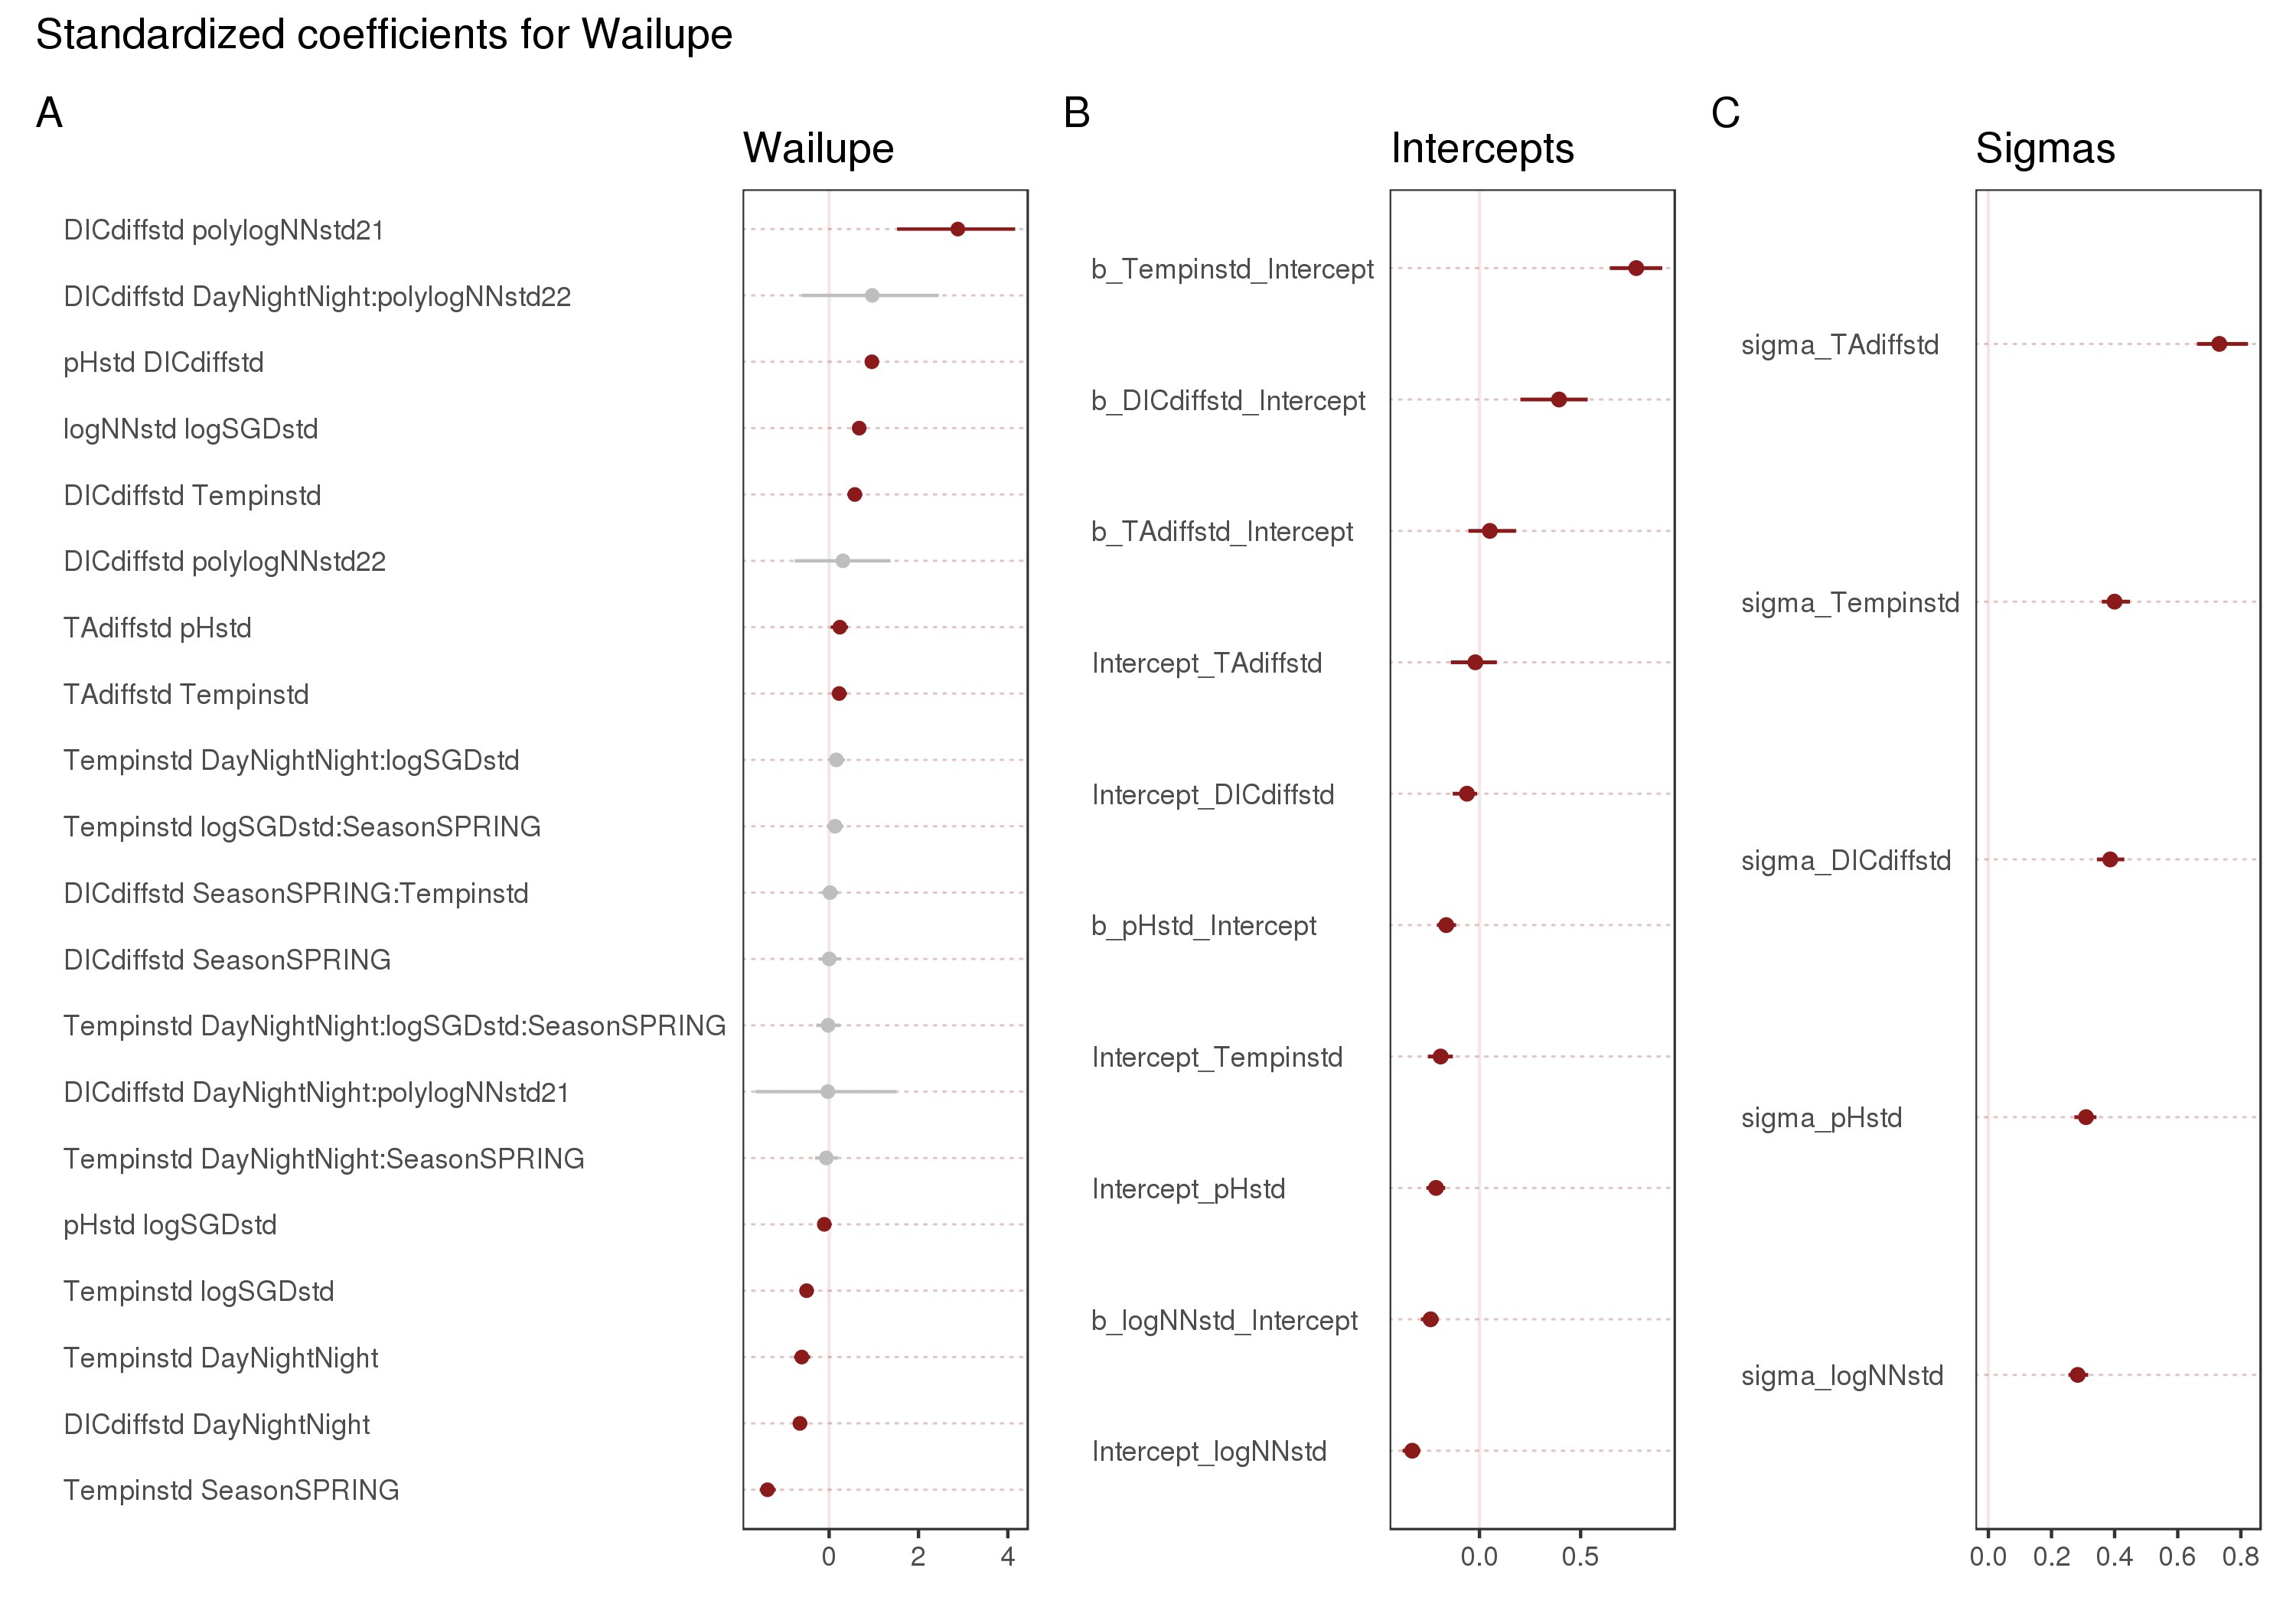 Standardized coefficients for Wailupe
A
Wailupe
DICdiffstd polylogNNstd21
DICdiffstd DayNightNight:polylogNNstd22
pHstd DICdiffstd
logNNstd logSGDstd
DICdiffstd Tempinstd
DICdiffstd polylogNNstd22
TAdiffstd pHstd
TAdiffstd Tempinstd
Tempinstd DayNightNight:logSGDstd
Tempinstd logSGDstd:SeasonSPRING
DICdiffstd SeasonSPRING:Tempinstd
DICdiffstd SeasonSPRING
Tempinstd DayNightNight:logSGDstd:SeasonSPRING
DICdiffstd DayNightNight:polylogNNstd21
Tempinstd DayNightNight:SeasonSPRING
pHstd logSGDstd
Tempinstd logSGDstd
Tempinstd DayNightNight
DICdiffstd DayNightNight
Tempinstd SeasonSPRING
0 2 4
B
Intercepts
b_Tempinstd_Intercept
b_DICdiffstd_Intercept
b_TAdiffstd_Intercept
Intercept_TAdiffstd
Intercept_DICdiffstd
b_pHstd_Intercept
Intercept_Tempinstd
Intercept_pHstd
b_logNNstd_Intercept
Intercept_logNNstd
0.0 0.5
C
Sigmas
sigma_TAdiffstd
sigma_Tempinstd
sigma_DICdiffstd
sigma_pHstd
sigma_logNNstd
0.0 0.2 0.4 0.6 0.8